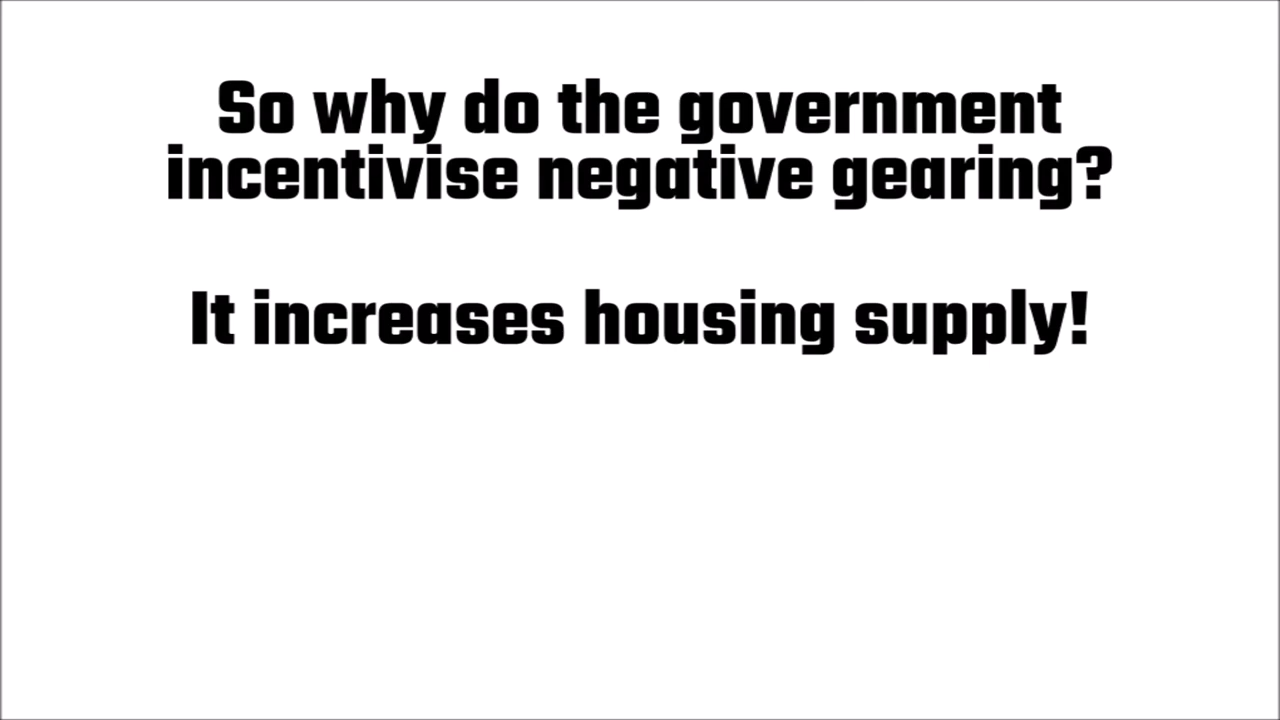 So why do the government
incentivise negative gearing?
It increases housing supply!